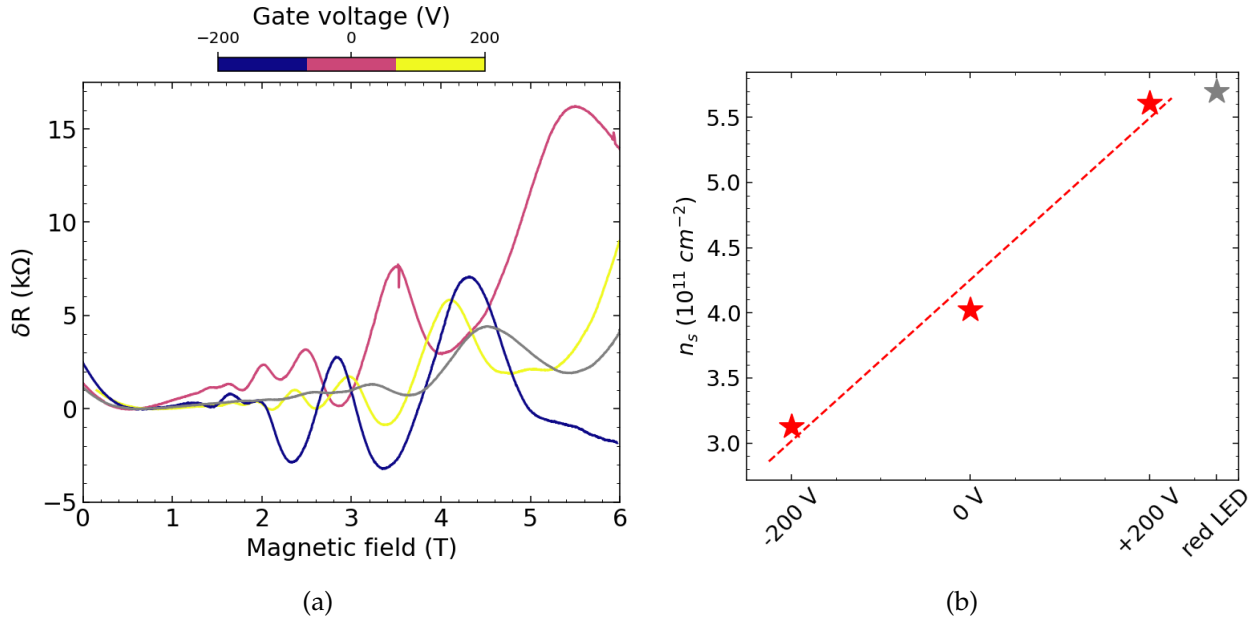 Gate voltage (V)
−200 0 200
δR (kΩ)
15
10
5
0
−5
0 1 2 3 4 5 6
Magnetic field (T)
(a)
n_s (10^11 cm^−2)
5.5
5.0
4.5
4.0
3.5
3.0
-200 V 0 V +200 V red LED
(b)